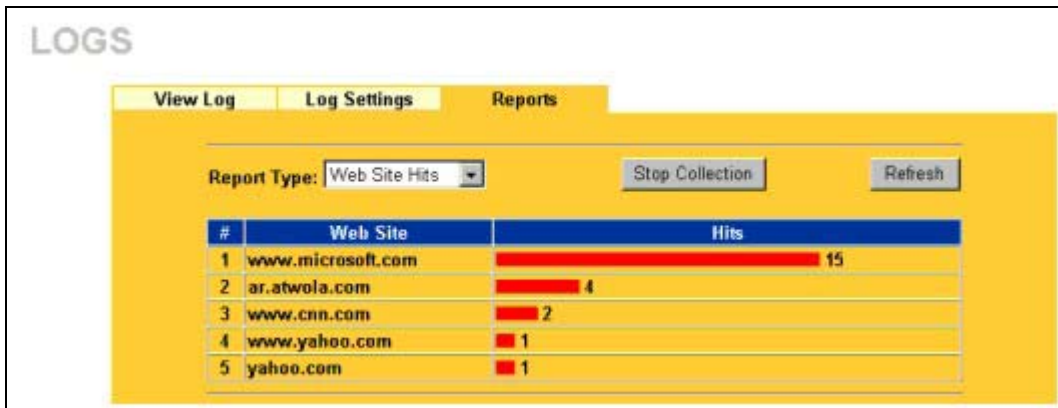 LOGS
View Log Log Settings Reports
Report Type: Web Site Hits Stop Collection Refresh
# Web Site Hits
1 www.microsoft.com 15
2 ar.atwola.com 4
3 www.cnn.com 2
4 www.yahoo.com 1
5 yahoo.com 1